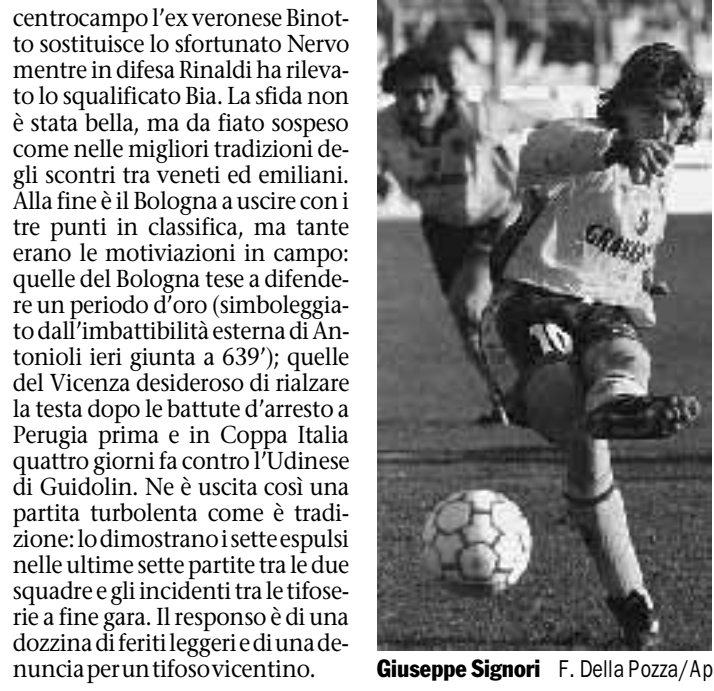 centrocampo l'ex veronese Binot-
to sostituisce lo sfortunato Nervo
mentre in difesa Rinaldi ha rileva-
to lo squalificato Bia. La sfida non
è stata bella, ma da fiato sospeso
come nelle migliori tradizioni de-
gli scontri tra veneti ed emiliani.
Alla fine è il Bologna a uscire con i
tre punti in classifica, ma tante
erano le motiviazioni in campo:
quelle del Bologna tese a difende-
re un periodo d'oro (simboleggia-
to dall'imbattibilità esterna di An-
tonioli ieri giunta a 639'); quelle
del Vicenza desideroso di rialzare
la testa dopo le battute d'arresto a
Perugia prima e in Coppa Italia
quattro giorni fa contro l'Udinese
di Guidolin. Ne è uscita così una
partita turbolenta come è tradi-
zione: lo dimostrano i sette espulsi
nelle ultime sette partite tra le due
squadre e gli incidenti tra le tifose-
rie a fine gara. Il responso è di una
dozzina di feriti leggeri e di una de-
nuncia per un tifoso vicentino.
10
Giuseppe Signori F. Della Pozza/Ap